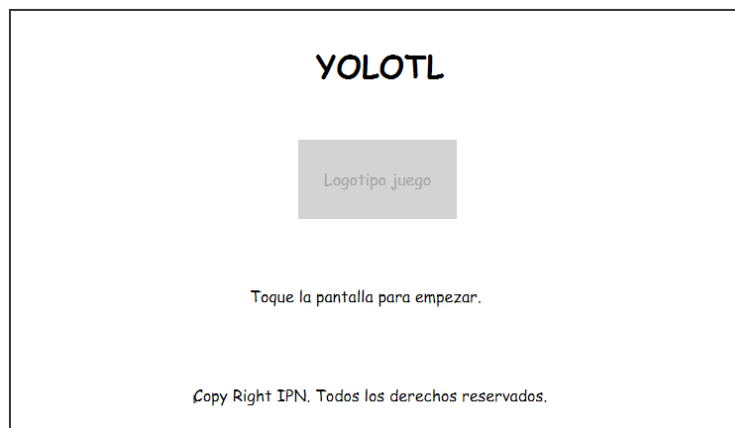 YOLOTL
Logotipo juego
Toque la pantalla para empezar.
Copy Right IPN. Todos los derechos reservados.